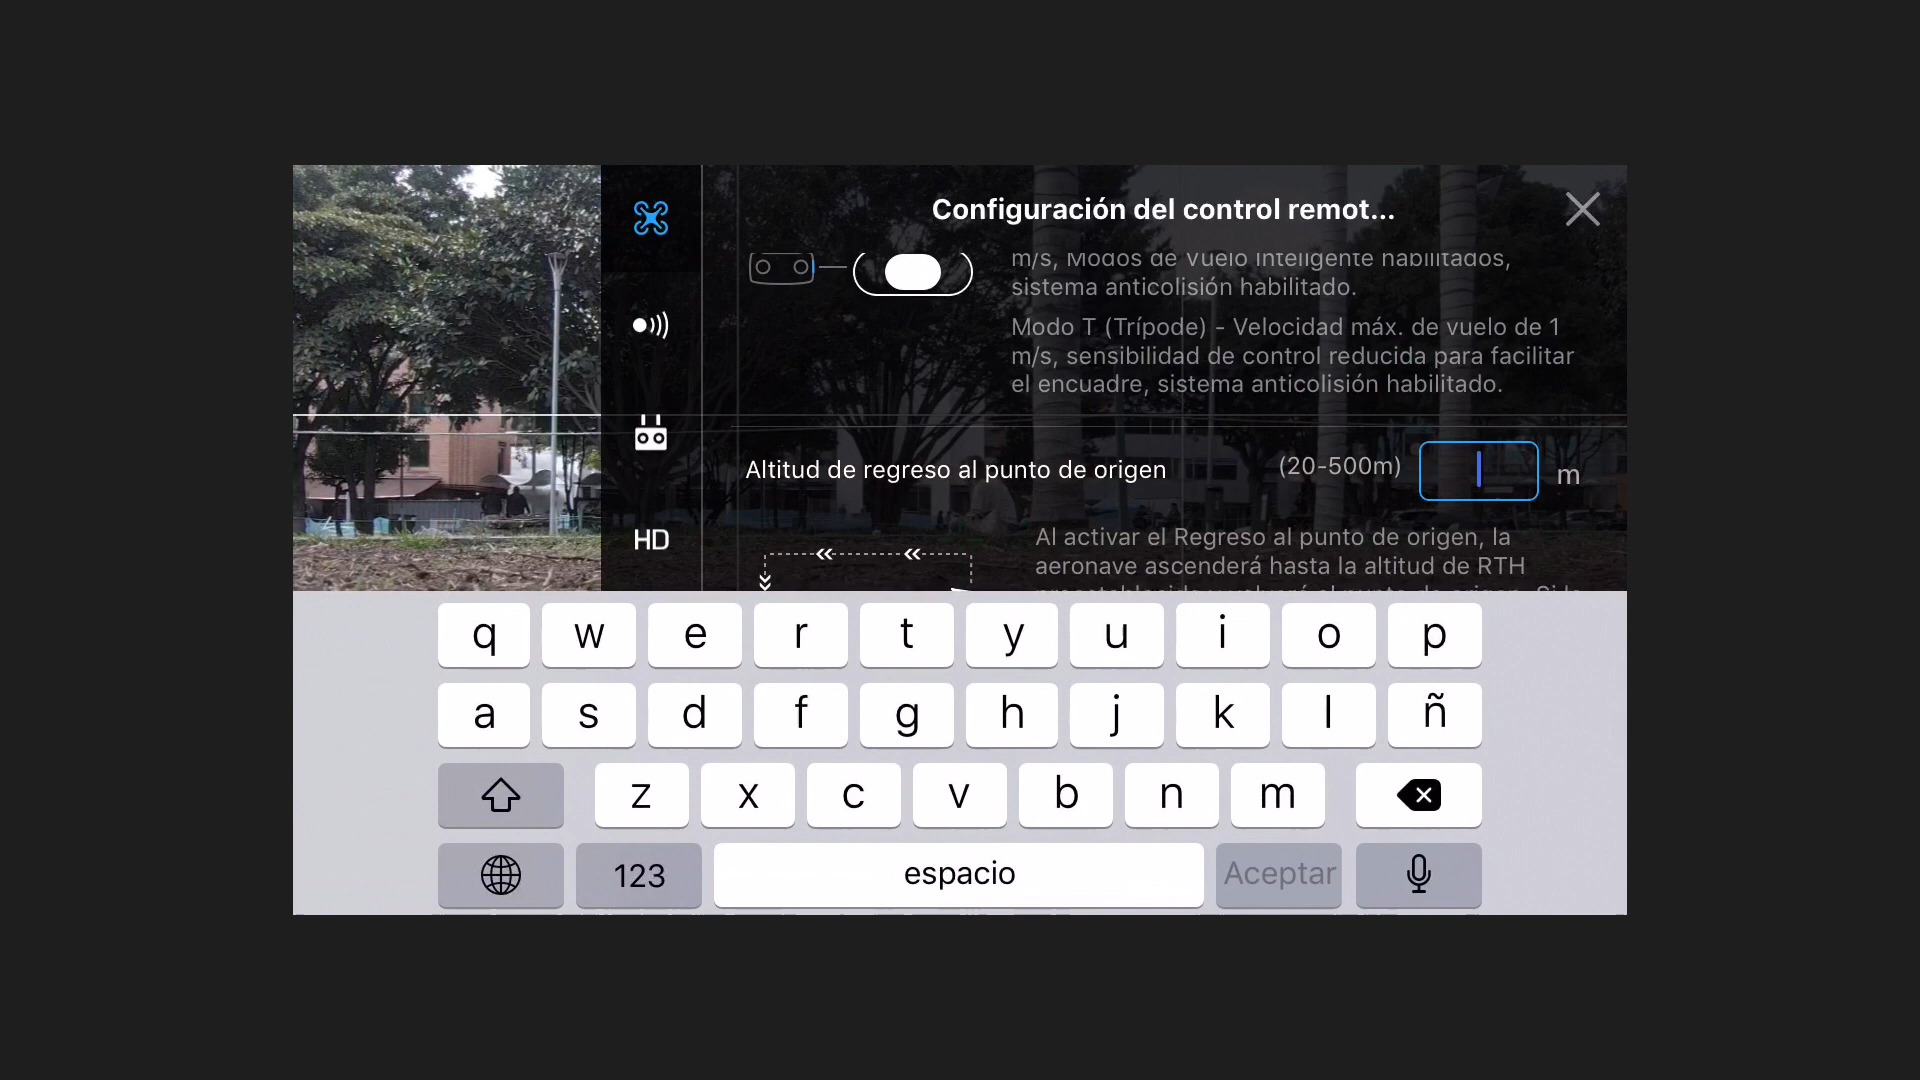 Configuración del control remot...
m/s, Modos de Vuelo Inteligente habilitados,
sistema anticolisión habilitado.
Modo T (Trípode) - Velocidad máx. de vuelo de 1
m/s, sensibilidad de control reducida para facilitar
el encuadre, sistema anticolisión habilitado.
Altitud de regreso al punto de origen
(20-500m)
m
HD
Al activar el Regreso al punto de origen, la
aeronave ascenderá hasta la altitud de RTH
q w e r t y u i o p
a s d f g h j k l ñ
z x c v b n m
123
espacio
Aceptar